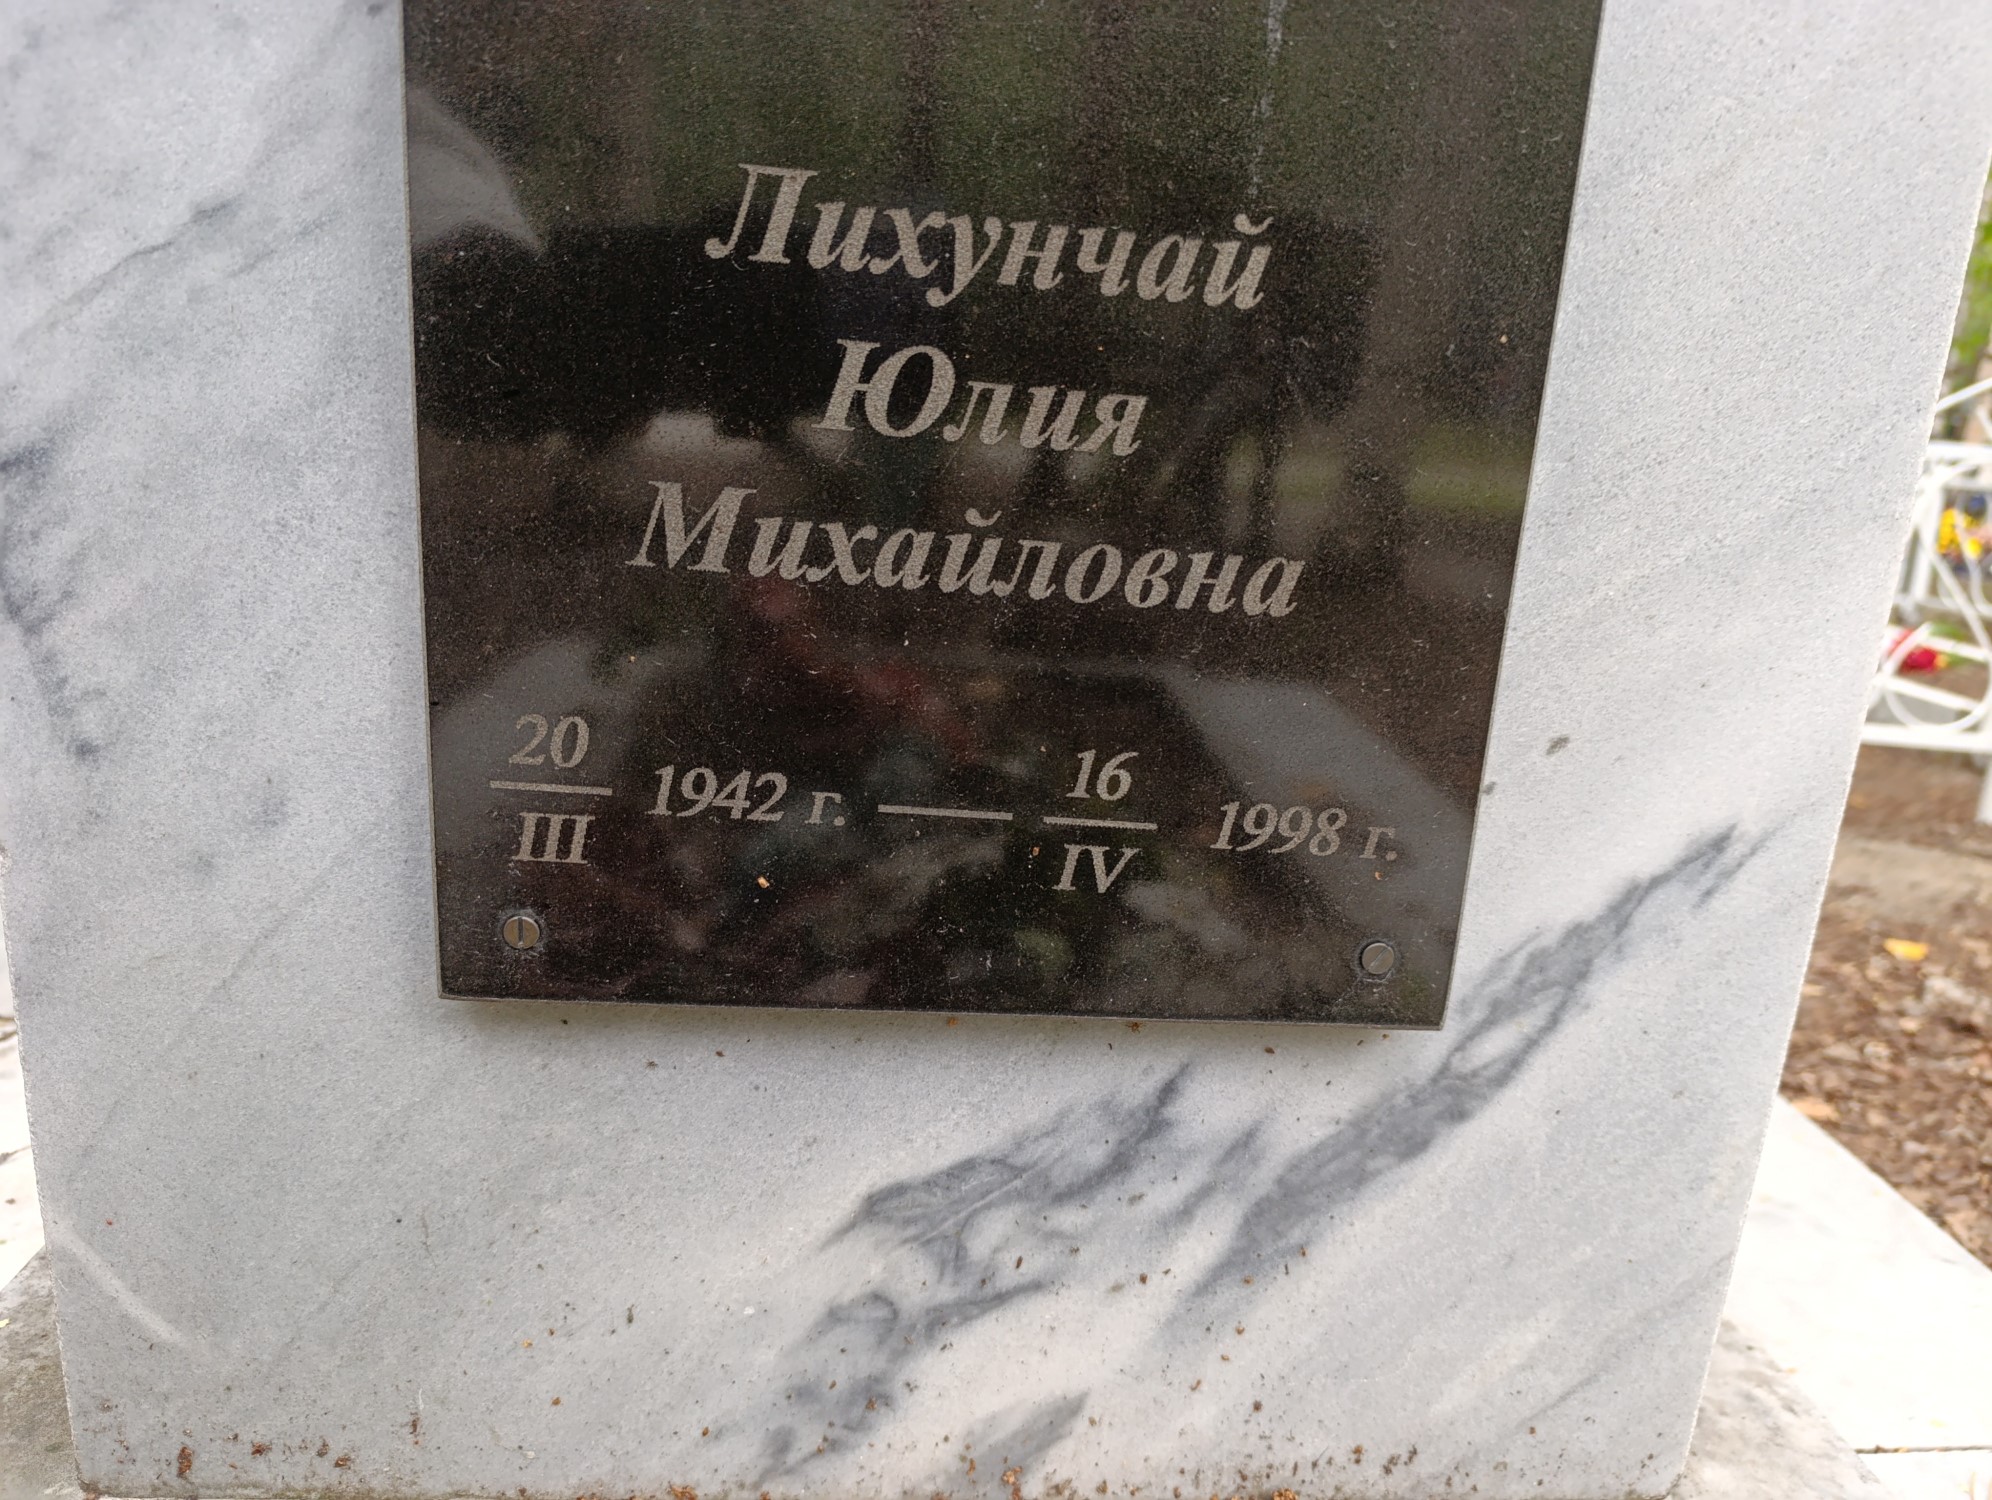 Лихунчай
Юлия
Михайловна
20/III 1942 г. — 16/IV 1998 г.